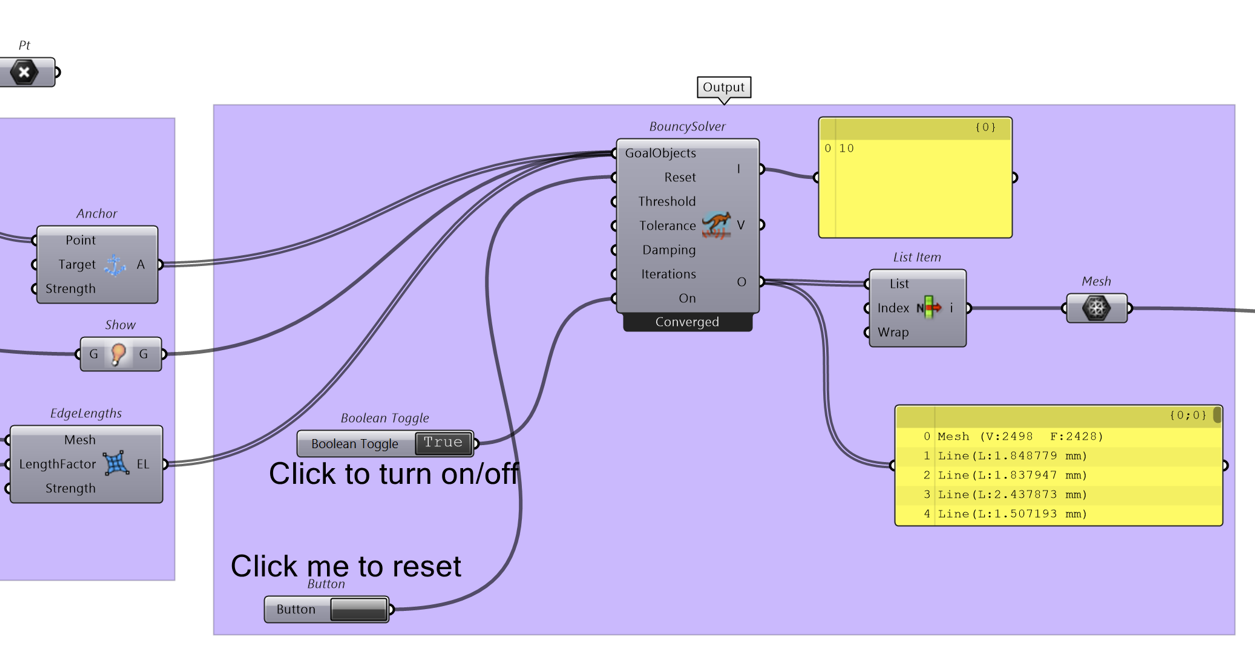 Pt
Output
BouncySolver
GoalObjects
Reset
Threshold
Tolerance
Damping
Iterations
On
I
V
O
Converged
{0}
0 10
Anchor
Point
Target
Strength
A
Show
G
G
EdgeLengths
Mesh
LengthFactor
Strength
EL
List Item
List
Index
Wrap
N
i
Mesh
Boolean Toggle
Boolean Toggle True
Click to turn on/off
{0;0}
0 Mesh (V:2498 F:2428)
1 Line(L:1.848779 mm)
2 Line(L:1.837947 mm)
3 Line(L:2.437873 mm)
4 Line(L:1.507193 mm)
Click me to reset
Button
Button